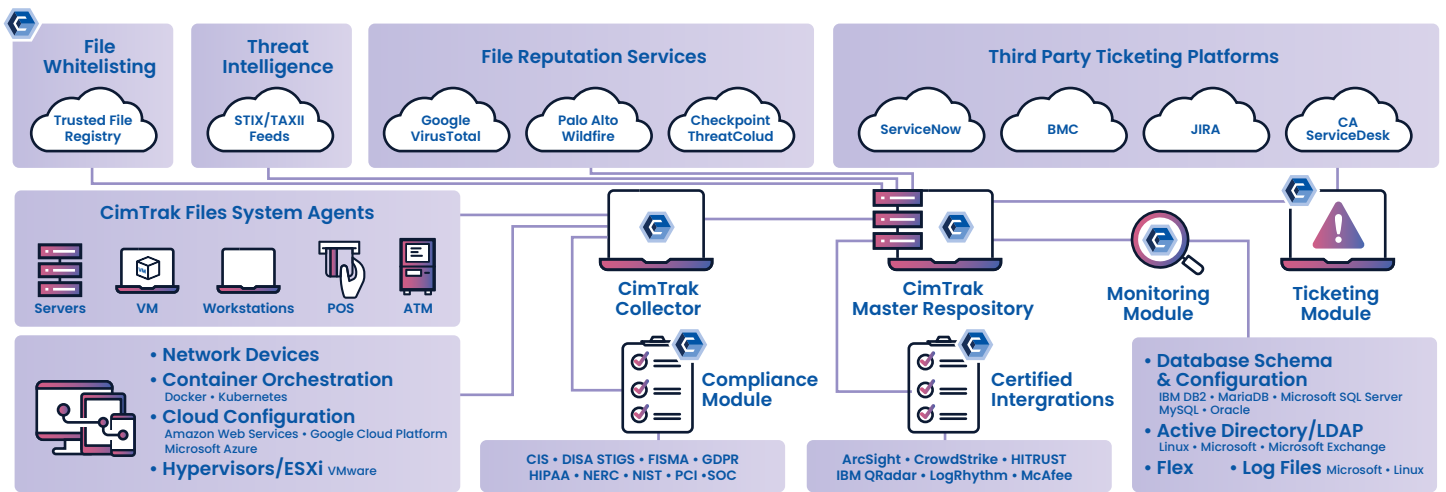 File
Whitelisting
Trusted File
Registry
Threat
Intelligence
STIX/TAXII
Feeds
File Reputation Services
Google
VirusTotal
Palo Alto
Wildfire
Checkpoint
ThreatColud
Third Party Ticketing Platforms
ServiceNow
BMC
JIRA
CA
ServiceDesk
CimTrak Files System Agents
Servers
VM
VM
Workstations
POS
ATM
CimTrak
Collector
CimTrak
Master Respository
Monitoring
Module
Ticketing
Module
• Network Devices
• Container Orchestration
Docker • Kubernetes
• Cloud Configuration
Amazon Web Services • Google Cloud Platform
Microsoft Azure
• Hypervisors/ESXi VMware
Compliance
Module
CIS • DISA STIGS • FISMA • GDPR
HIPAA • NERC • NIST • PCI •SOC
Certified
Intergrations
ArcSight • CrowdStrike • HITRUST
IBM QRadar • LogRhythm • McAfee
• Database Schema
& Configuration
IBM DB2 • MariaDB • Microsoft SQL Server
MySQL • Oracle
• Active Directory/LDAP
Linux • Microsoft • Microsoft Exchange
• Flex • Log Files Microsoft • Linux